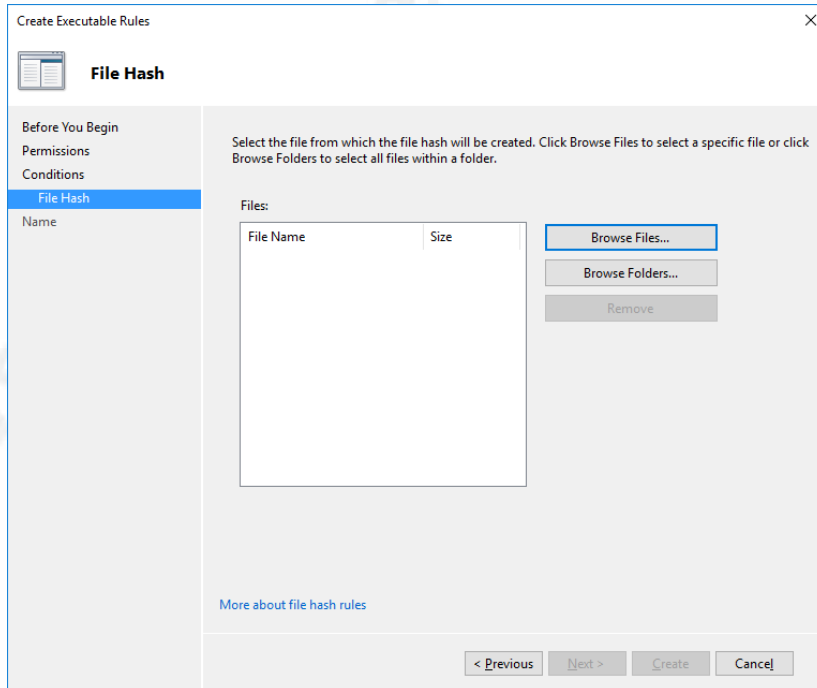 Create Executable Rules
File Hash
Before You Begin
Permissions
Conditions
File Hash
Name
Select the file from which the file hash will be created. Click Browse Files to select a specific file or click
Browse Folders to select all files within a folder.
Files:
File Name Size
Browse Files...
Browse Folders...
Remove
More about file hash rules
< Previous Next > Create Cancel